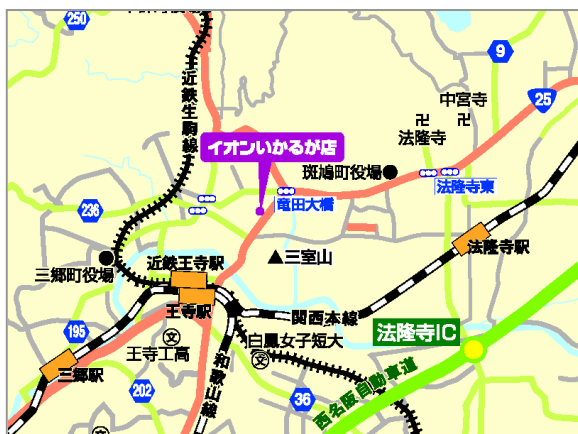 250
9
25
近鉄生駒線
中宮寺
卍
卍
法隆寺
イオンいかるが店
斑鳩町役場
法隆寺東
竜田大橋
236
三郷町役場
近鉄王寺駅
▲三室山
法隆寺駅
王寺駅
関西本線
195
文
王寺工高
白鳳女子短大
文
法隆寺IC
三郷駅
和歌山線
202
36
西名阪自動車道